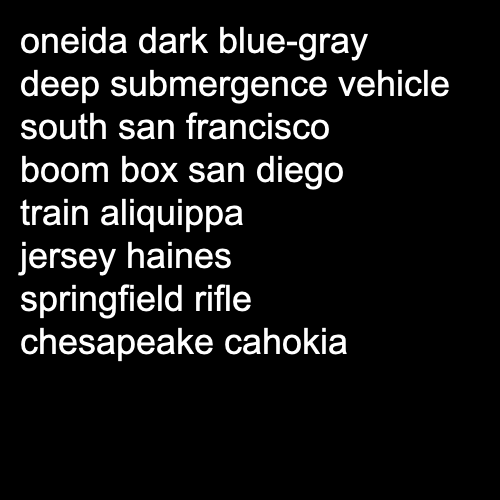 oneida dark blue-gray
deep submergence vehicle
south san francisco
boom box san diego
train aliquippa
jersey haines
springfield rifle
chesapeake cahokia